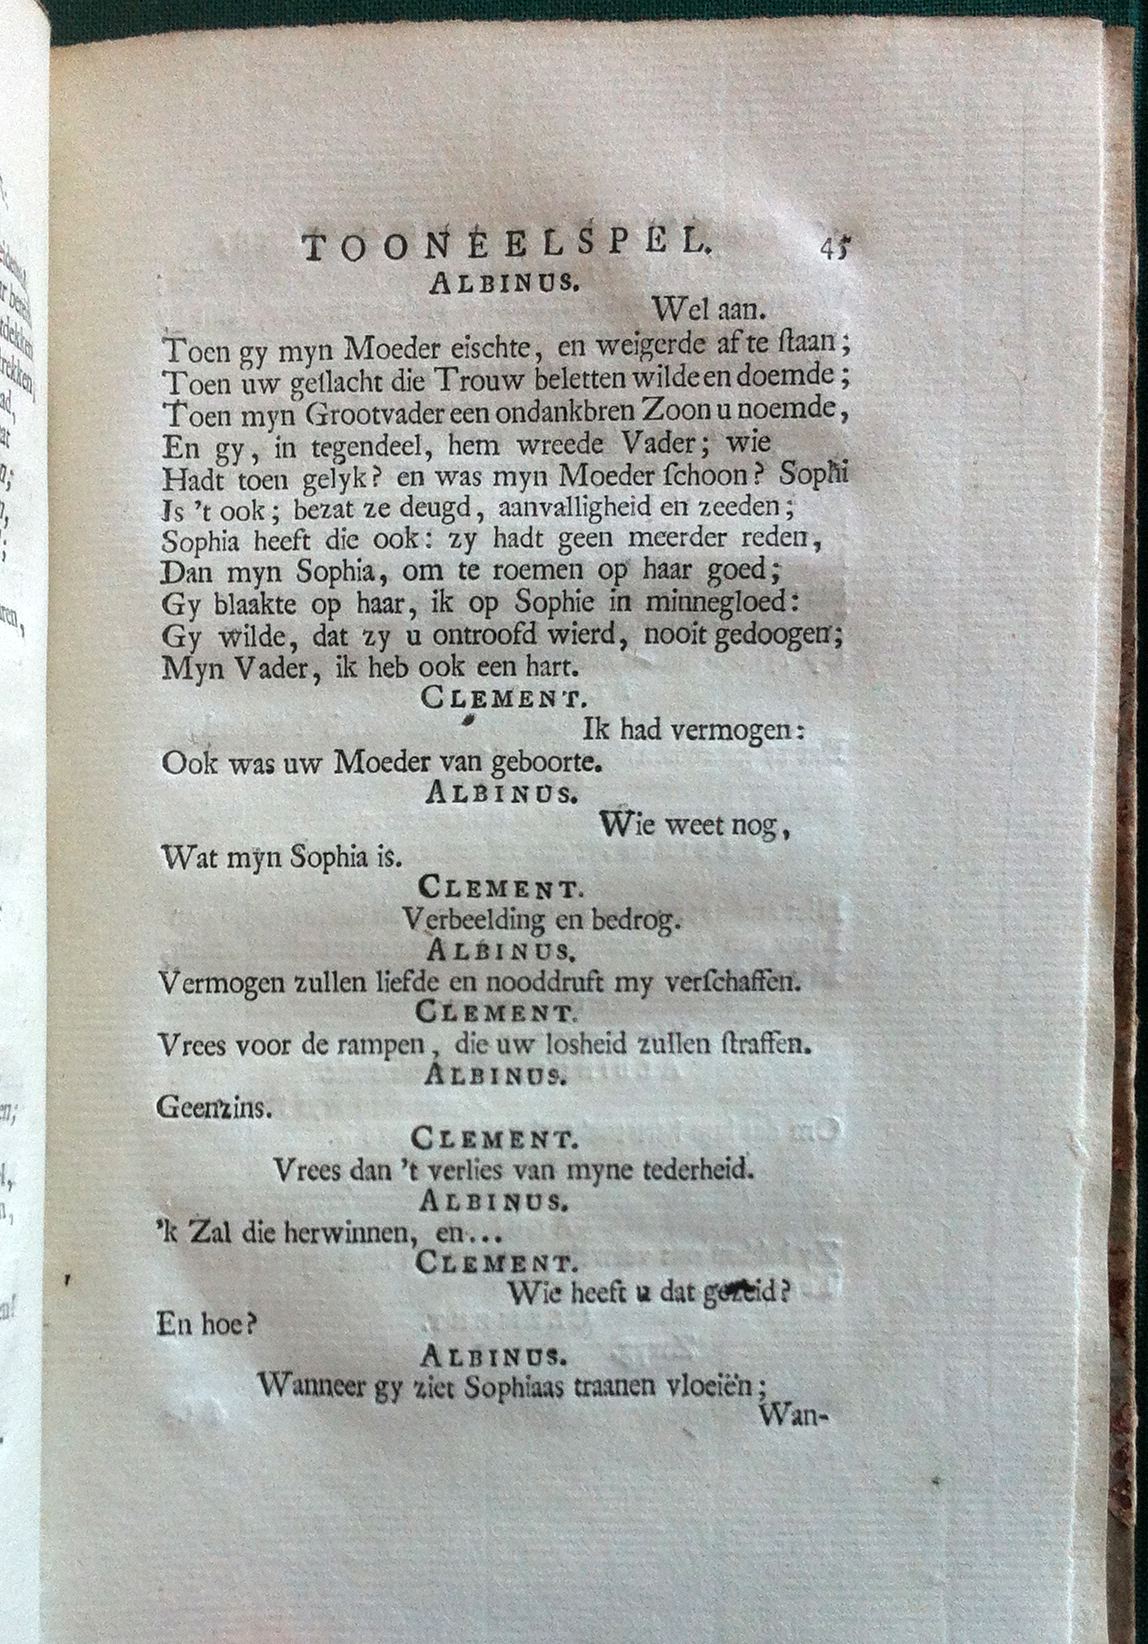 TOONEELSPEL. 45
ALBINUS.
Wel aan.
Toen gy myn Moeder eischte, en weigerde af te ſtaan;
Toen uw geſlacht die Trouw beletten wilde en doemde;
Toen myn Grootvader een ondankbren Zoon u noemde,
En gy, in tegendeel, hem wreede Vader; wie
Hadt toen gelyk? en was myn Moeder ſchoon? Sophi
Is 't ook; bezat ze deugd, aanvalligheid en zeeden;
Sophia heeft die ook: zy hadt geen meerder reden,
Dan myn Sophia, om te roemen op haar goed;
Gy blaakte op haar, ik op Sophie in minnegloed:
Gy wilde, dat zy u ontroofd wierd, nooit gedoogen;
Myn Vader, ik heb ook een hart.
CLEMENT.
Ik had vermogen:
Ook was uw Moeder van geboorte.
ALBINUS.
Wie weet nog,
Wat myn Sophia is.
CLEMENT.
Verbeelding en bedrog.
ALBINUS.
Vermogen zullen liefde en nooddruft my verſchaffen.
CLEMENT.
Vrees voor de rampen, die uw losheid zullen ſtraffen.
ALBINUS.
Geenzins.
CLEMENT.
Vrees dan 't verlies van myne tederheid.
ALBINUS.
'k Zal die herwinnen, en...
CLEMENT.
Wie heeft u dat gezeid?
En hoe?
ALBINUS.
Wanneer gy ziet Sophiaas traanen vloeiën;
Wan-